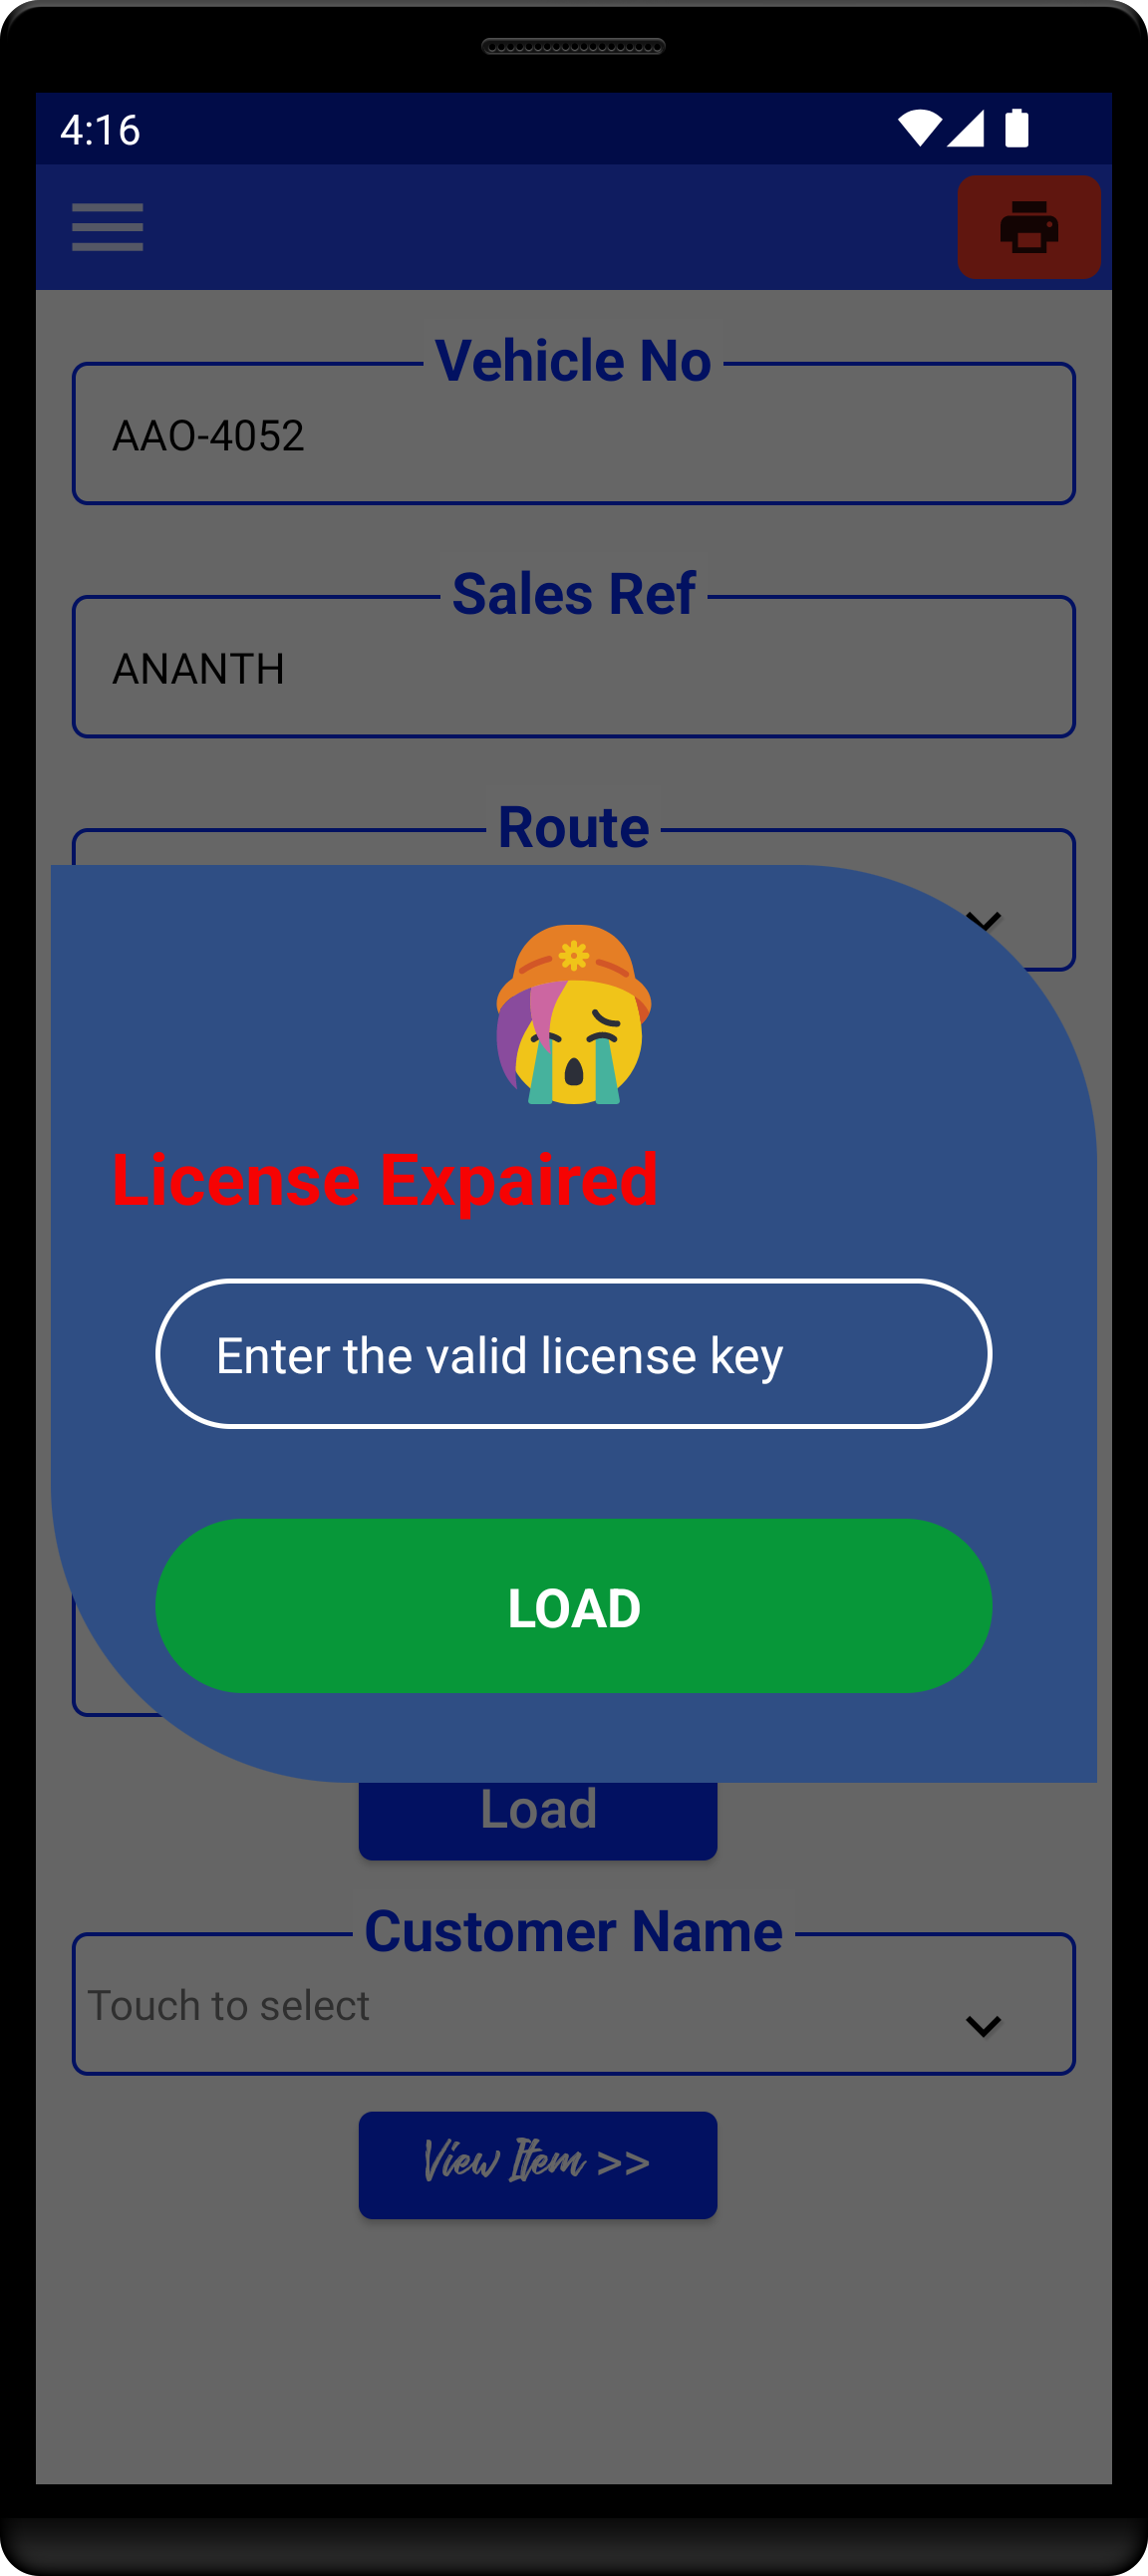 4:16
Vehicle No
AAO-4052
Sales Ref
ANANTH
Route
License Expaired
Enter the valid license key
LOAD
Load
Customer Name
Touch to select
View Item >>